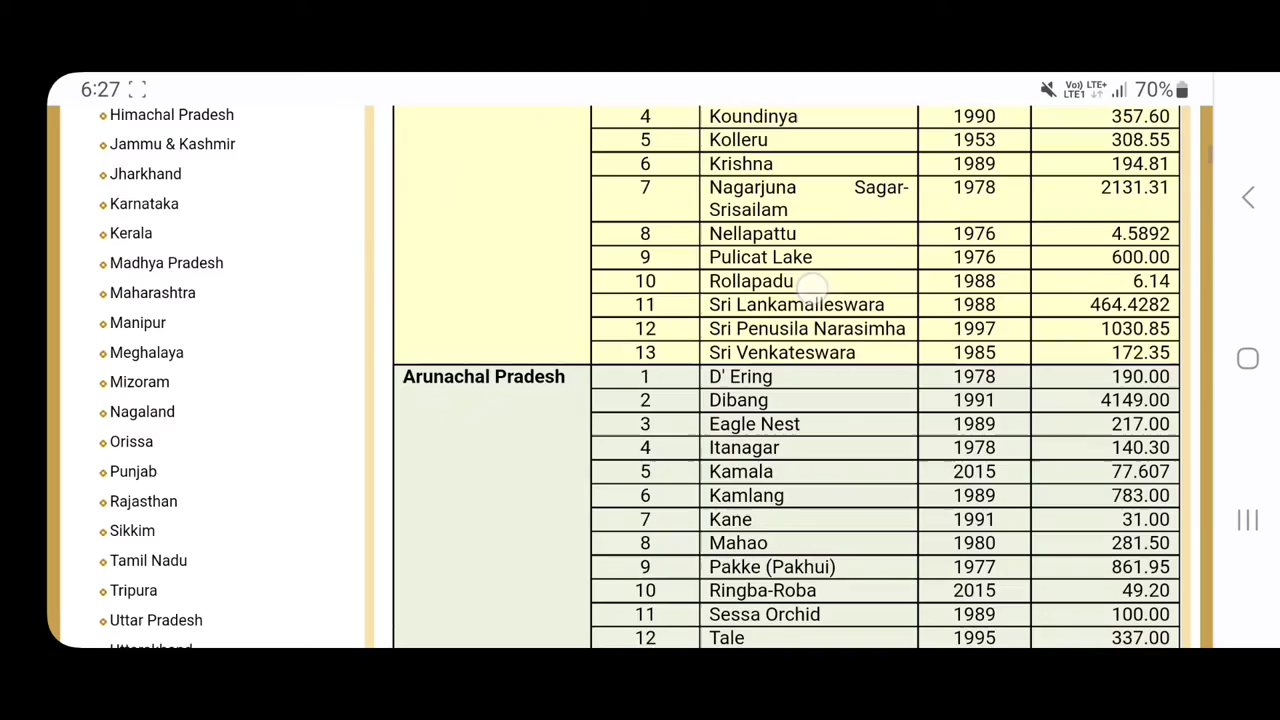 6:27
Vo)) LTE+
LTE1
70%
Himachal Pradesh
Jammu & Kashmir
Jharkhand
Karnataka
Kerala
Madhya Pradesh
Maharashtra
Manipur
Meghalaya
Mizoram
Nagaland
Orissa
Punjab
Rajasthan
Sikkim
Tamil Nadu
Tripura
Uttar Pradesh
Uttarakhand
4 Koundinya 1990 357.60
5 Kolleru 1953 308.55
6 Krishna 1989 194.81
7 Nagarjuna Sagar- 1978 2131.31
Srisailam
8 Nellapattu 1976 4.5892
9 Pulicat Lake 1976 600.00
10 Rollapadu 1988 6.14
11 Sri Lankamalleswara 1988 464.4282
12 Sri Penusila Narasimha 1997 1030.85
13 Sri Venkateswara 1985 172.35
Arunachal Pradesh 1 D' Ering 1978 190.00
2 Dibang 1991 4149.00
3 Eagle Nest 1989 217.00
4 Itanagar 1978 140.30
5 Kamala 2015 77.607
6 Kamlang 1989 783.00
7 Kane 1991 31.00
8 Mahao 1980 281.50
9 Pakke (Pakhui) 1977 861.95
10 Ringba-Roba 2015 49.20
11 Sessa Orchid 1989 100.00
12 Tale 1995 337.00